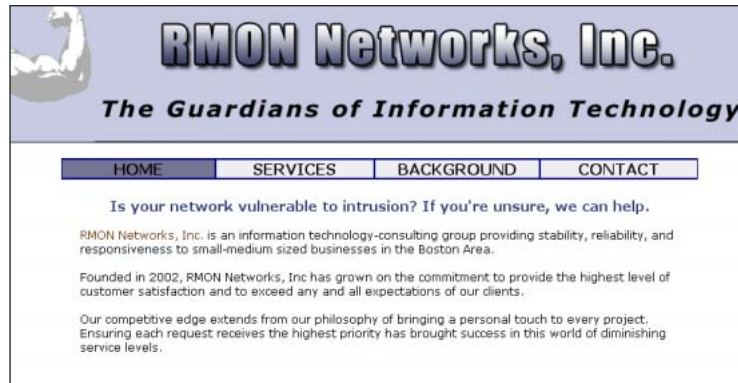 RMON Networks, Inc.
The Guardians of Information Technology
HOME SERVICES BACKGROUND CONTACT
Is your network vulnerable to intrusion? If you're unsure, we can help.
RMON Networks, Inc. is an information technology-consulting group providing stability, reliability, and
responsiveness to small-medium sized businesses in the Boston Area.
Founded in 2002, RMON Networks, Inc has grown on the commitment to provide the highest level of
customer satisfaction and to exceed any and all expectations of our clients.
Our competitive edge extends from our philosophy of bringing a personal touch to every project.
Ensuring each request receives the highest priority has brought success in this world of diminishing
service levels.